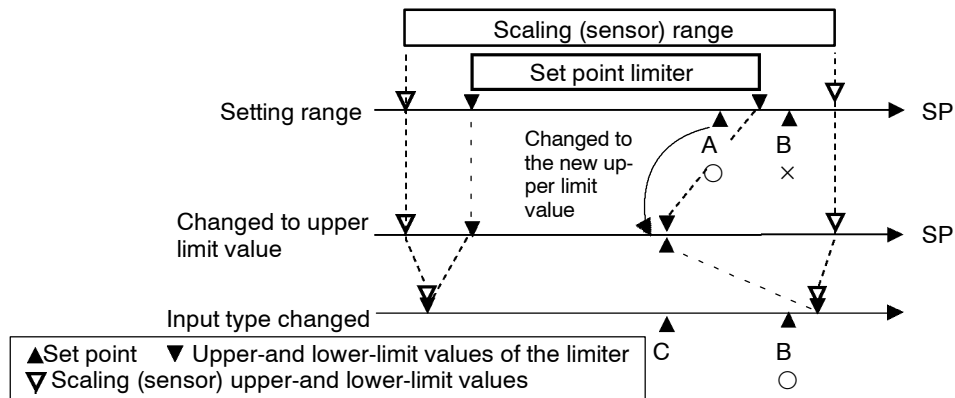 Scaling (sensor) range
Set point limiter
Setting range
SP
Changed to
the new up-
per limit
value
A
B
○
×
Changed to upper
limit value
SP
Input type changed
C
B
○
▲Set point ▼ Upper-and lower-limit values of the limiter
▽Scaling (sensor) upper-and lower-limit values